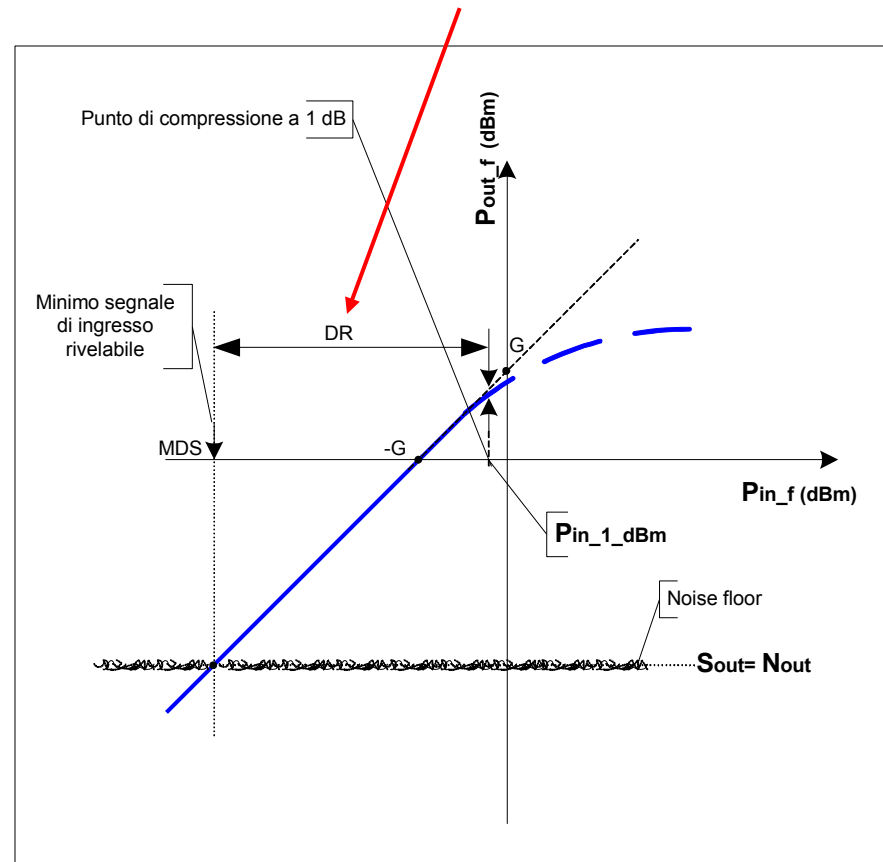 Punto di compressione a 1 dB
Pout_f (dBm)
Minimo segnale
di ingresso
rivelabile
DR
G
MDS
-G
Pin_f (dBm)
Pin_1_dBm
Noise floor
Sout= Nout